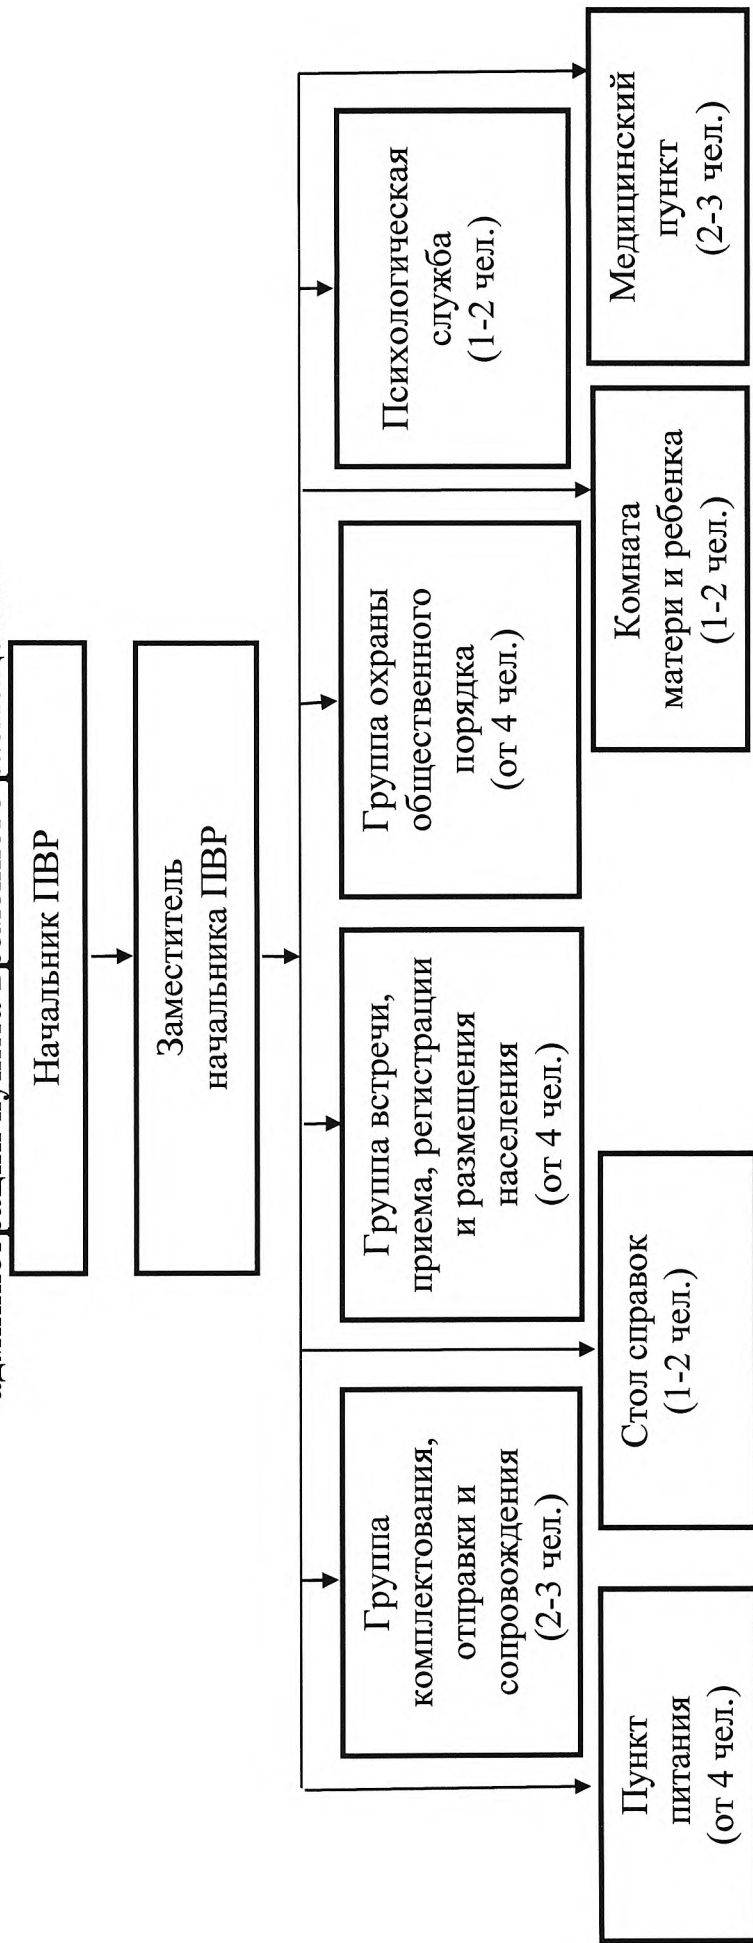 Начальник ПВР
Заместитель
начальника ПВР
Группа
комплектования,
отправки и
сопровождения
(2-3 чел.)
Группа встречи,
приема, регистрации
и размещения
населения
(от 4 чел.)
Группа охраны
общественного
порядка
(от 4 чел.)
Психологическая
служба
(1-2 чел.)
Пункт
питания
(от 4 чел.)
Стол справок
(1-2 чел.)
Комната
матери и ребенка
(1-2 чел.)
Медицинский
пункт
(2-3 чел.)